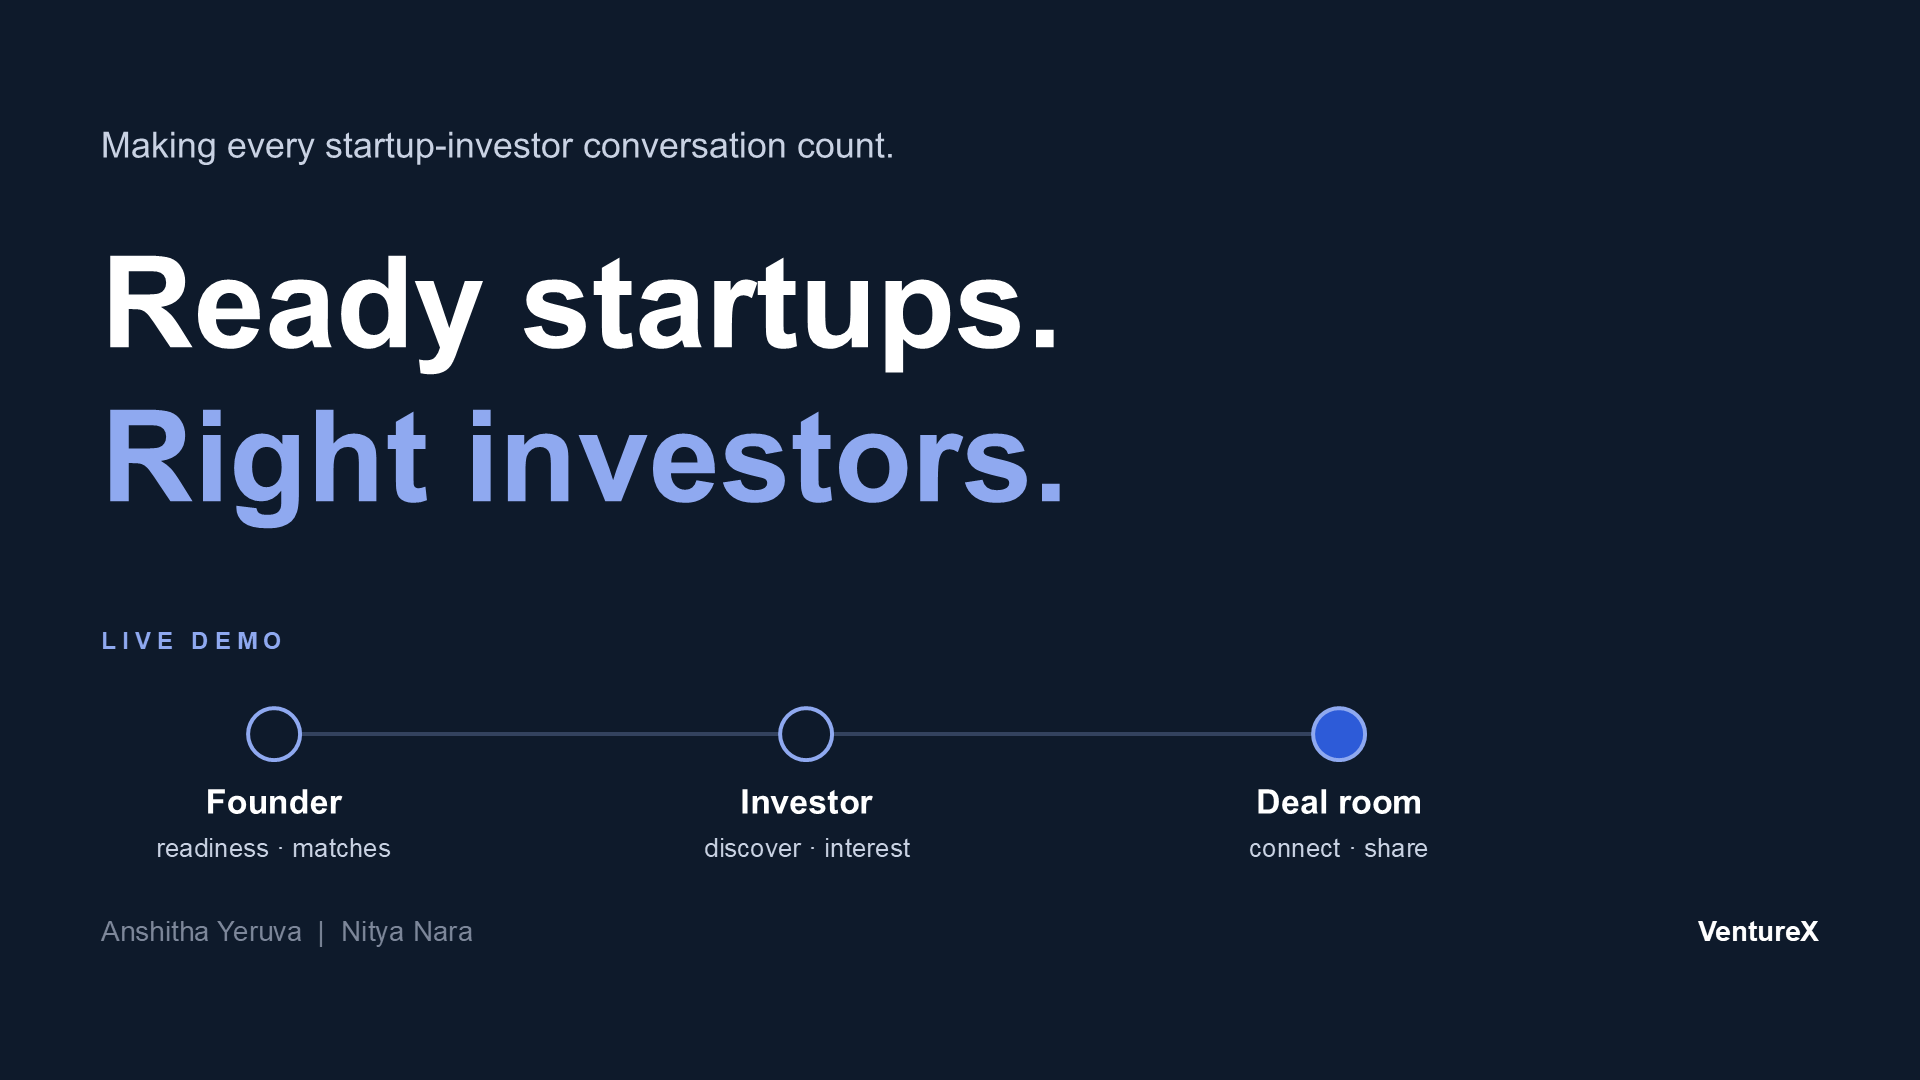 Making every startup-investor conversation count.
Ready startups.
Right investors.
LIVE DEMO
Founder
readiness · matches
Investor
discover · interest
Deal room
connect · share
Anshitha Yeruva | Nitya Nara
VentureX